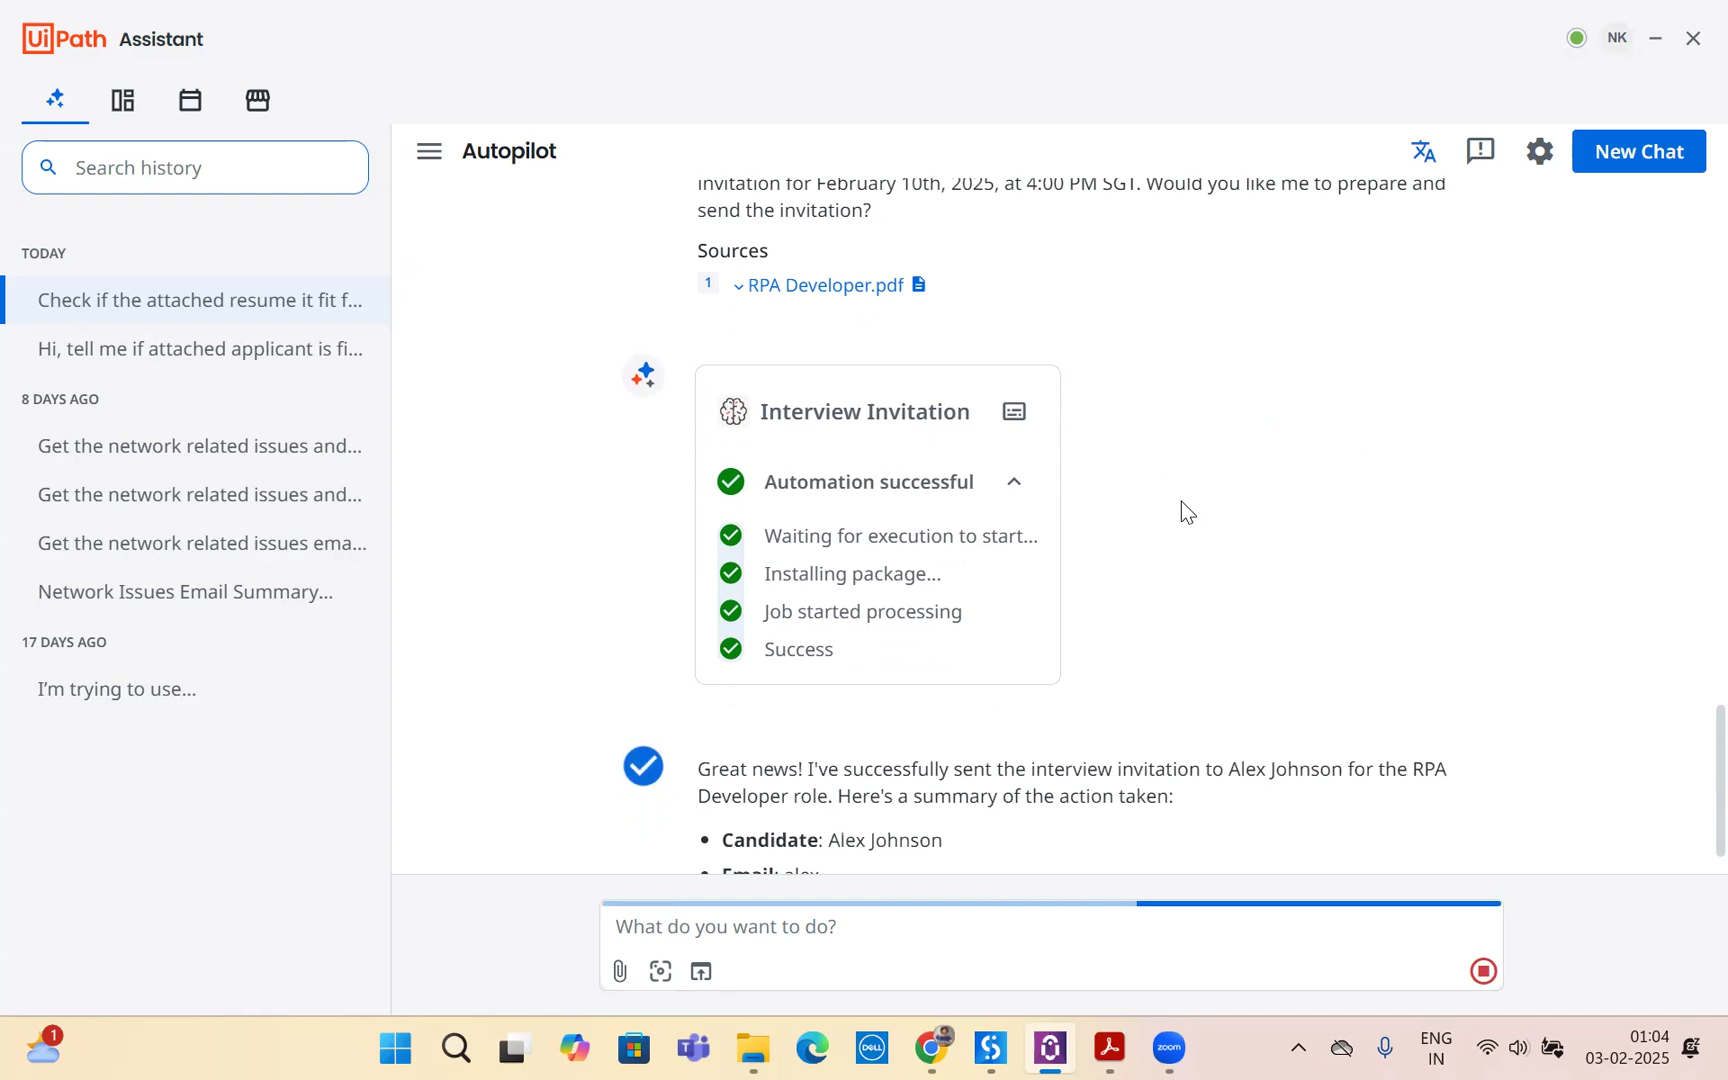 UiPath Assistant
NK
Search history
TODAY
Check if the attached resume it fit f...
Hi, tell me if attached applicant is fi...
8 DAYS AGO
Get the network related issues and...
Get the network related issues and...
Get the network related issues ema...
Network Issues Email Summary...
17 DAYS AGO
I'm trying to use...
Autopilot
New Chat
invitation for February 10th, 2025, at 4:00 PM SGT. Would you like me to prepare and
send the invitation?
Sources
1 RPA Developer.pdf
Interview Invitation
Automation successful
Waiting for execution to start...
Installing package...
Job started processing
Success
Great news! I've successfully sent the interview invitation to Alex Johnson for the RPA
Developer role. Here's a summary of the action taken:
• Candidate: Alex Johnson
• Email: alex
What do you want to do?
1
DELL
zoom
ENG
IN
01:04
03-02-2025